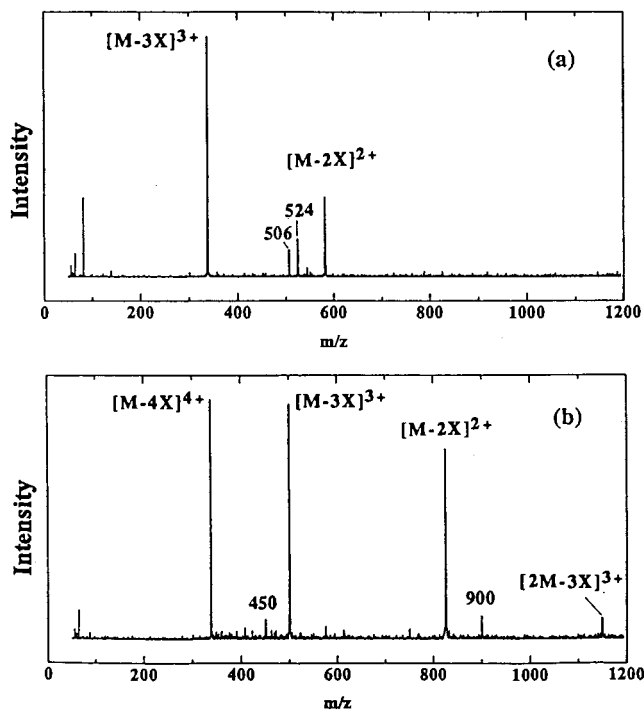 [M-3X]3+
(a)
[M-2X]2+
524
506
Intensity
0 200 400 600 800 1000 1200
m/z
[M-4X]4+
[M-3X]3+
(b)
[M-2X]2+
[2M-3X]3+
450
900
Intensity
0 200 400 600 800 1000 1200
m/z